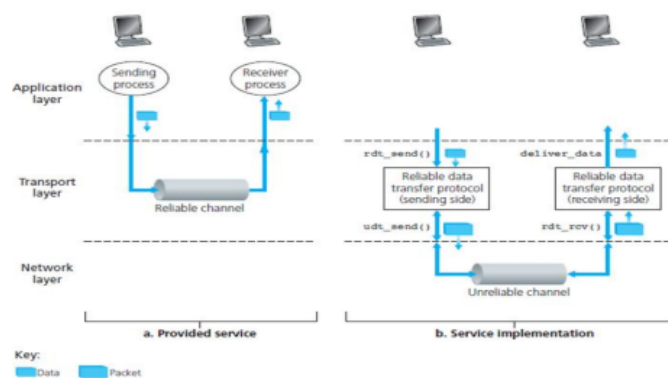 Application
layer
Sending
process
Receiver
process
Transport
layer
Reliable channel
Network
layer
a. Provided service
rdt_send()
deliver_data
Reliable data
transfer protocol
(sending side)
Reliable data
transfer protocol
(receiving side)
udt_send()
rdt_rcv()
Unreliable channel
b. Service implementation
Key:
Data
Packet